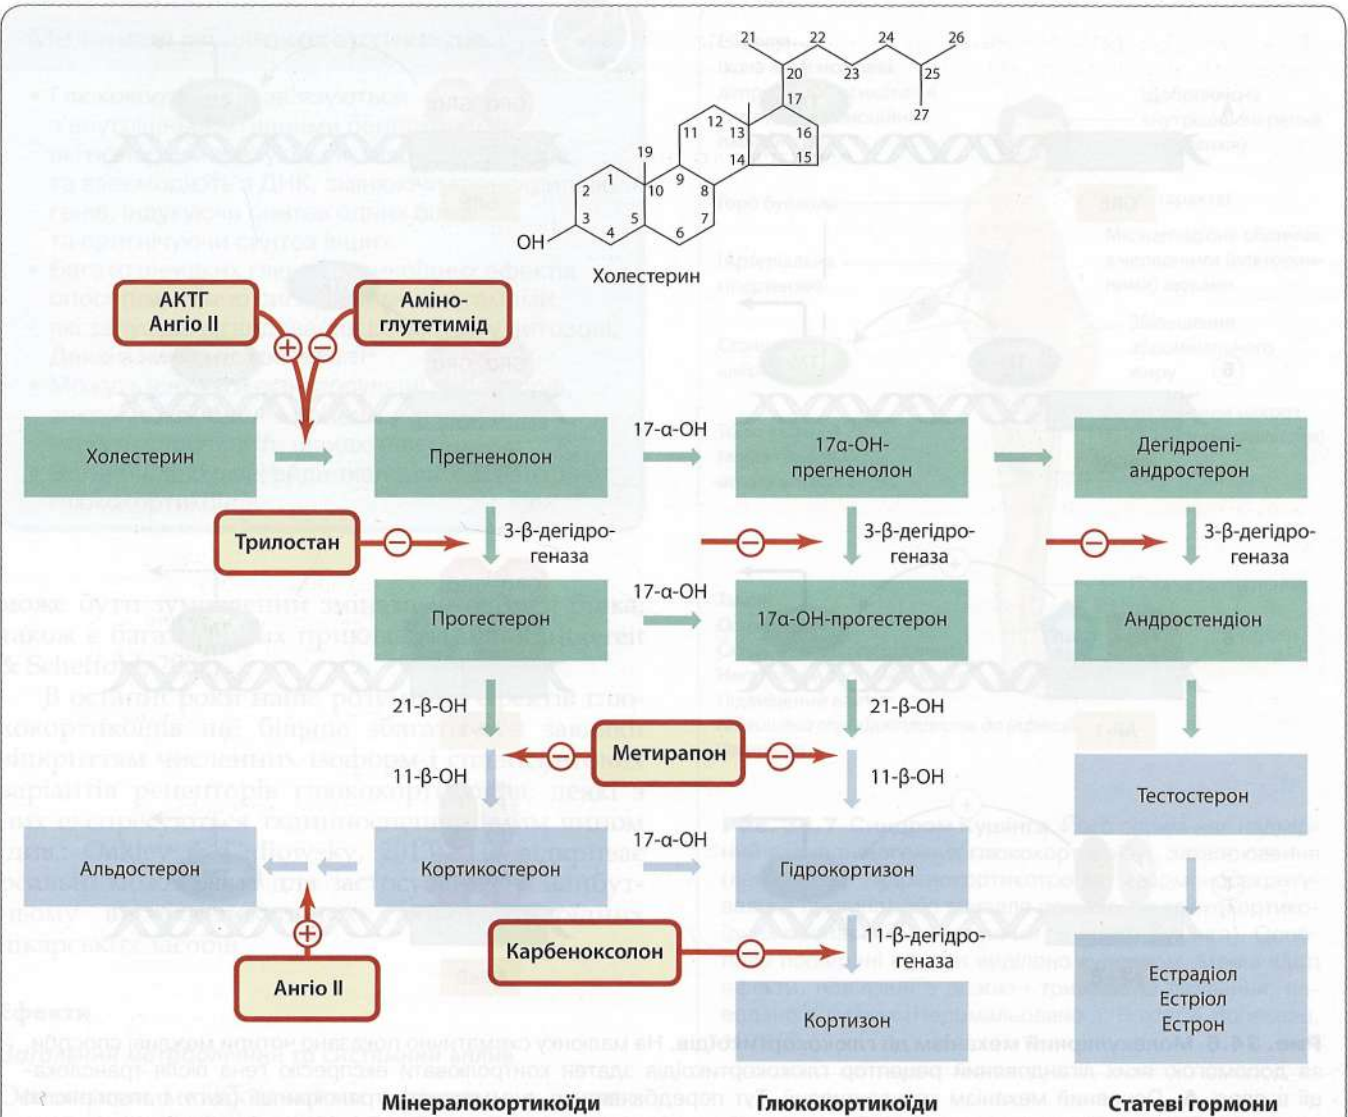 21
22
24
26
20
23
25
17
27
12
11
13
16
19
14
15
1
9
2
10
8
3
5
7
4
6
OH
Холестерин
АКТГ
Ангіо II
Аміно-
глутетимід
+
−
Холестерин
Прегненолон
17-α-OH
17α-OH-
прегненолон
Дегідроепі-
андростерон
Трилостан
−
3-β-дегідро-
геназа
−
3-β-дегідро-
геназа
−
3-β-дегідро-
геназа
Прогестерон
17-α-OH
17α-OH-прогестерон
Андростендіон
21-β-OH
21-β-OH
−
Метирапон
−
11-β-OH
11-β-OH
Тестостерон
Альдостерон
Кортикостерон
17-α-OH
Гідрокортизон
+
Ангіо II
Карбеноксолон
−
11-β-дегідро-
геназа
Кортизон
Естрадіол
Естріол
Естрон
Мінералокортикоїди
Глюкокортикоїди
Статеві гормони